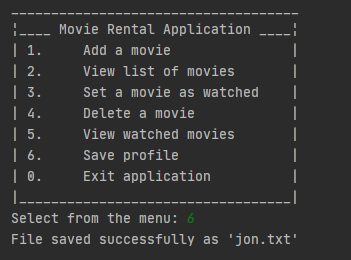 ____________________________________
¦____ Movie Rental Application ____¦
| 1.     Add a movie               |
| 2.     View list of movies       |
| 3.     Set a movie as watched    |
| 4.     Delete a movie            |
| 5.     View watched movies       |
| 6.     Save profile              |
| 0.     Exit application          |
|__________________________________|
Select from the menu: 6
File saved successfully as 'jon.txt'